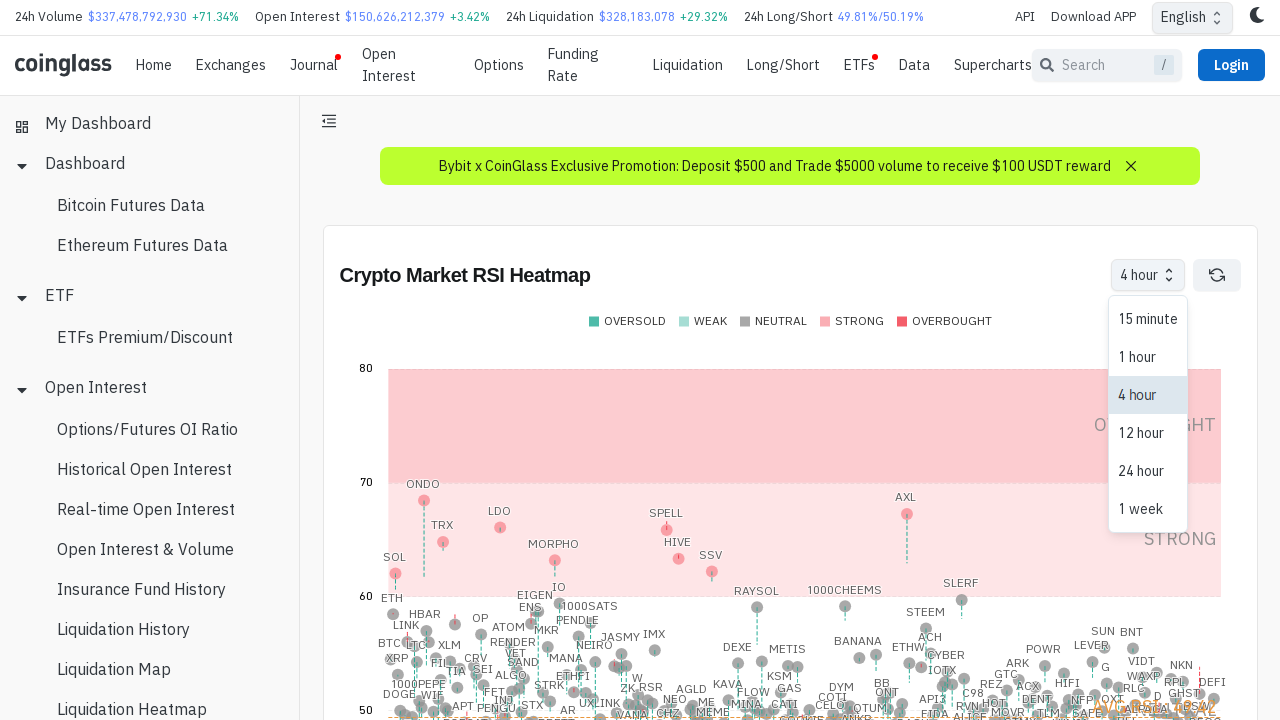 24h Volume $337,478,792,930 +71.34% Open Interest $150,626,212,379 +3.42% 24h Liquidation $328,183,078 +29.32% 24h Long/Short 49.81%/50.19% API Download APP English
coinglass Home Exchanges Journal Open Interest Options Funding Rate Liquidation Long/Short ETFs Data Supercharts Search / Login
My Dashboard
Dashboard
Bitcoin Futures Data
Ethereum Futures Data
ETF
ETFs Premium/Discount
Open Interest
Options/Futures OI Ratio
Historical Open Interest
Real-time Open Interest
Open Interest & Volume
Insurance Fund History
Liquidation History
Liquidation Map
Liquidation Heatmap
Bybit x CoinGlass Exclusive Promotion: Deposit $500 and Trade $5000 volume to receive $100 USDT reward
Crypto Market RSI Heatmap
4 hour
15 minute
1 hour
4 hour
12 hour
24 hour
1 week
OVERSOLD WEAK NEUTRAL STRONG OVERBOUGHT
80
70
STRONG
60
50
ONDO
AXL
LDO
SPELL
TRX
HIVE
MORPHO
SSV
SOL
IO
RAYSOL
1000CHEEMS
SLERF
ETH
EIGEN
ENS
1000SATS
HBAR
STEEM
OP
PENDLE
LINK
ATOM
MKR
SUN
BNT
JASMY
IMX
ACH
BTC
LTC
XLM
RENDER
NEIRO
DEXE
METIS
BANANA
ETHW
POWR
LEVER
VET
CYBER
XRP
FIL
CRV
SAND
MANA
ARK
VIDT
NKN
TIA
SEI
ALGO
ETHFI
W
KSM
IOTX
GTC
G
WAXP
RPL
DEFI
1000PEPE
STRK
ZK
RSR
KAVA
AGLD
GAS
DYM
BB
REZ
ACX
HIFI
RLC
DOGE
WIF
FET
INJ
FLOW
COTI
QNT
C98
GHST
APT
PENGU
STX
AR
UXLINK
NEO
ME
MINA
CATI
CELO
API3
RVN
HOT
DENT
NFP
OXT
D
VANA
CHZ
MEME
FIDA
ALICE
MOVR
TLM
SAFE